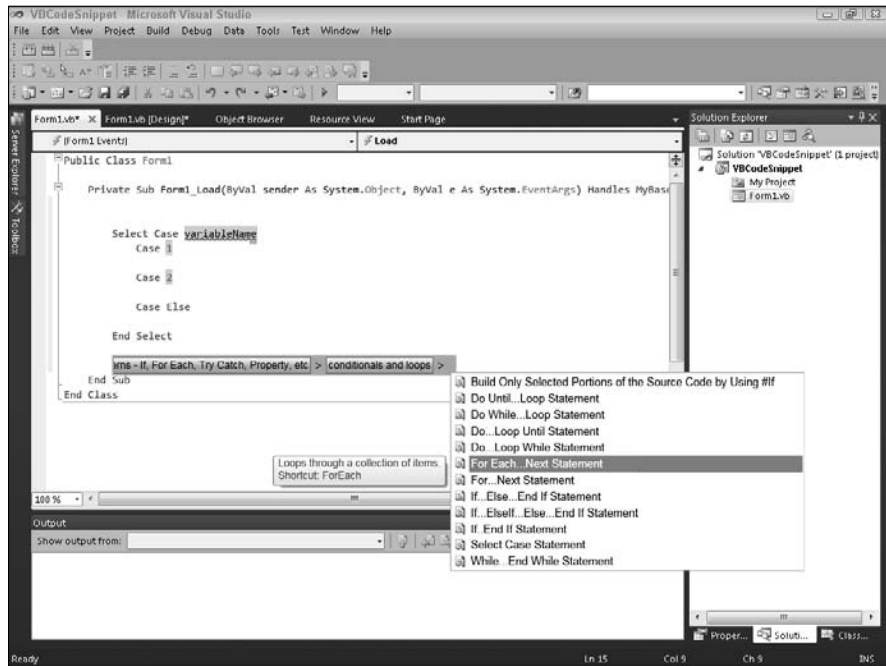 VBCodeSnippet - Microsoft Visual Studio
File Edit View Project Build Debug Data Tools Test Window Help
Form1.vb* X Form1.vb [Design]* Object Browser Resource View Start Page
(Form1 Events) Load
Public Class Form1
Private Sub Form1_Load(ByVal sender As System.Object, ByVal e As System.EventArgs) Handles MyBase
Select Case variableName
Case 1
Case 2
Case Else
End Select
rns - If, For Each, Try Catch, Property, etc > conditionals and loops >
End Sub
End Class
Build Only Selected Portions of the Source Code by Using #If
Do Until...Loop Statement
Do While...Loop Statement
Do...Loop Until Statement
Do...Loop While Statement
For Each...Next Statement
For...Next Statement
If...Else...End If Statement
If...ElseIf...Else...End If Statement
If..End If Statement
Select Case Statement
While...End While Statement
Loops through a collection of items
Shortcut: ForEach
100 %
Output
Show output from:
Server Explorer
Toolbox
Solution Explorer
Solution 'VBCodeSnippet' (1 project)
VBCodeSnippet
My Project
Form1.vb
Proper... Soluti... Class...
Ready Ln 15 Col 9 Ch 9 INS